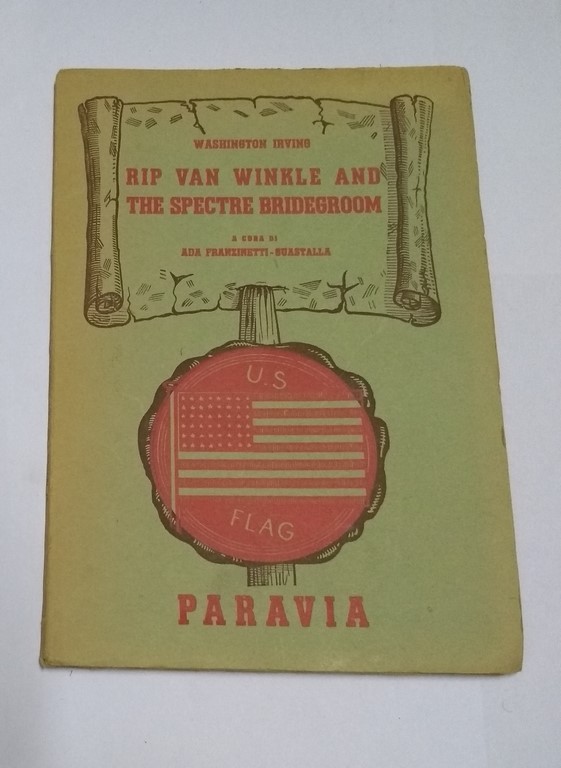 WASHINGTON IRVING
RIP VAN WINKLE AND
THE SPECTRE BRIDEGROOM
A CURA DI
ADA FRANZINETTI-GUASTALLA
U.S
FLAG
PARAVIA